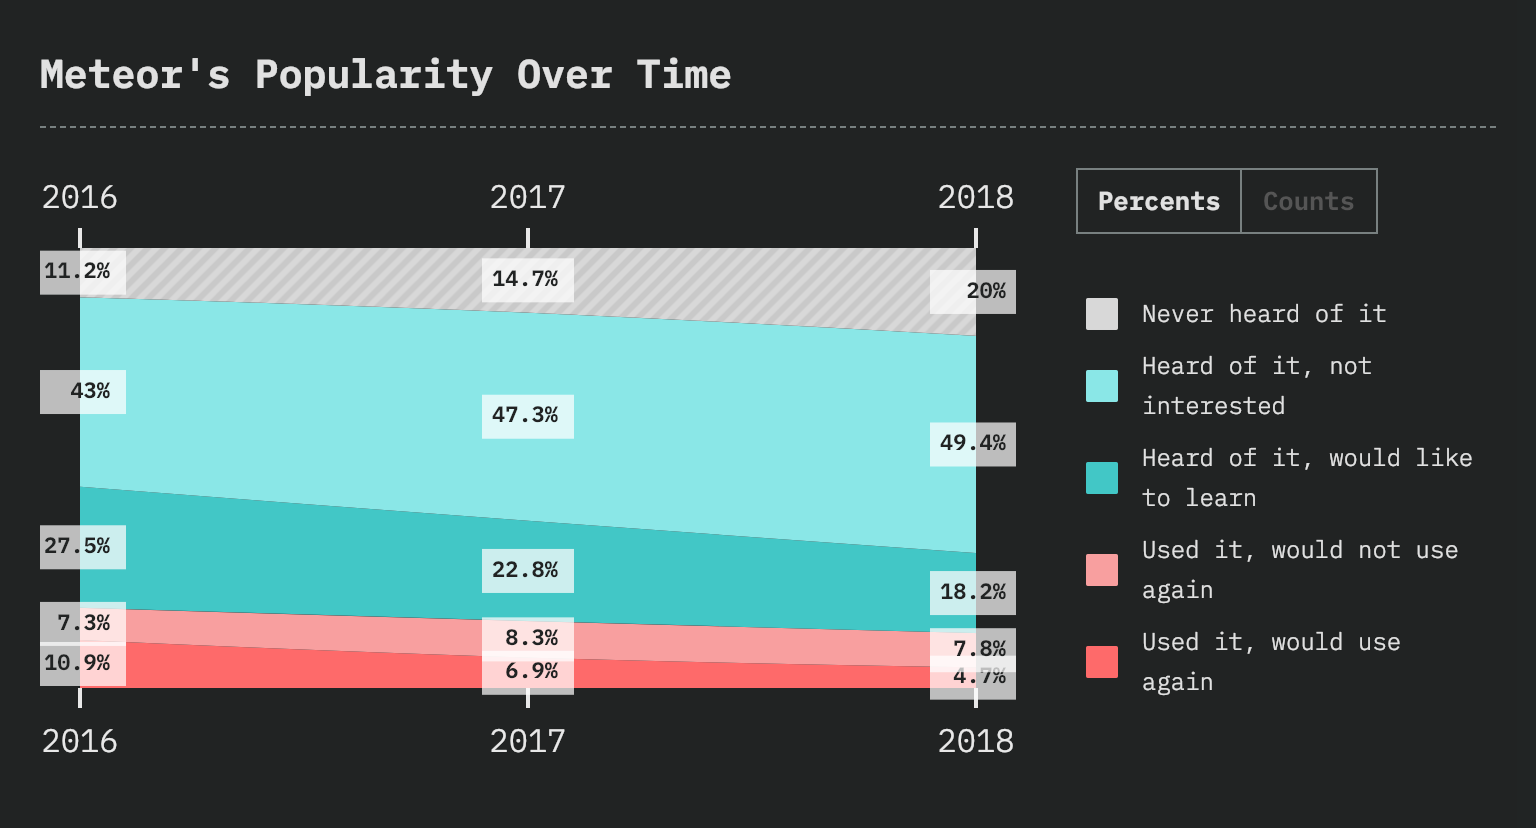 Meteor's Popularity Over Time
2016 2017 2018
Percents Counts
11.2% 14.7% 20%
43% 47.3% 49.4%
27.5% 22.8% 18.2%
7.3% 8.3% 7.8%
10.9% 6.9% 4.7%
2016 2017 2018
Never heard of it
Heard of it, not
interested
Heard of it, would like
to learn
Used it, would not use
again
Used it, would use
again